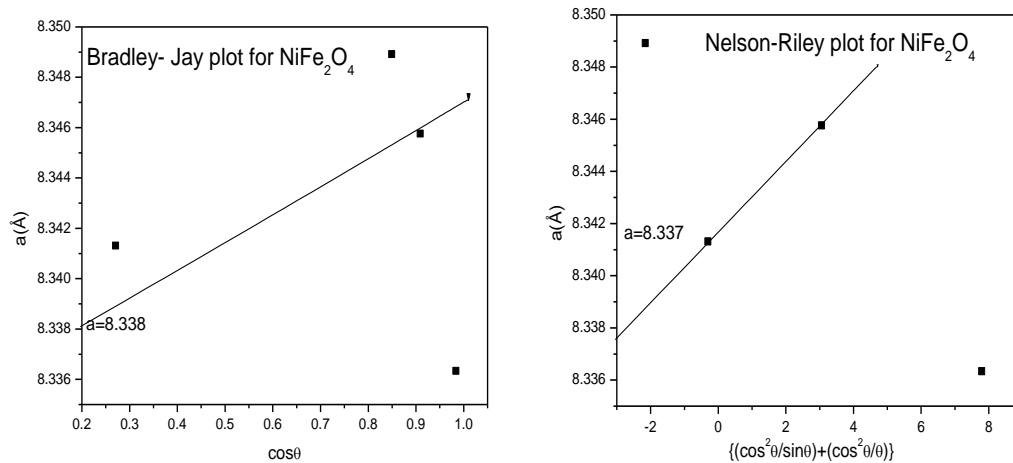 Bradley- Jay plot for NiFe₂O₄
8.350
8.348
8.346
8.344
8.342
8.340
8.338
8.336
a(Å)
a=8.338
0.2 0.3 0.4 0.5 0.6 0.7 0.8 0.9 1.0
cosθ
Nelson-Riley plot for NiFe₂O₄
8.350
8.348
8.346
8.344
8.342
8.340
8.338
8.336
a(Å)
a=8.337
-2 0 2 4 6 8
{(cos²θ/sinθ)+(cos²θ/θ)}